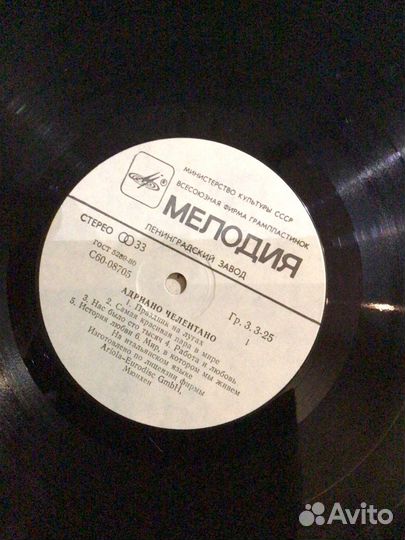 МИНИСТЕРСТВО КУЛЬТУРЫ СССР
ВСЕСОЮЗНАЯ ФИРМА ГРАМПЛАСТИНОК
МЕЛОДИЯ
ЛЕНИНГРАДСКИЙ ЗАВОД
СТЕРЕО 33
ГОСТ 5289-80
С60-08705
Гр. 3. 3-25
1
АДРИАНО ЧЕЛЕНТАНО
1. Праздник на лугах
2. Самая красивая пара в мире
3. Нас было сто тысяч 4. Работа и любовь
5. История любви 6. Мир, в котором мы живем
На итальянском языке
Изготовлено по лицензии фирмы
Ariola-Eurodisc GmbH,
Мюнхен
Avito